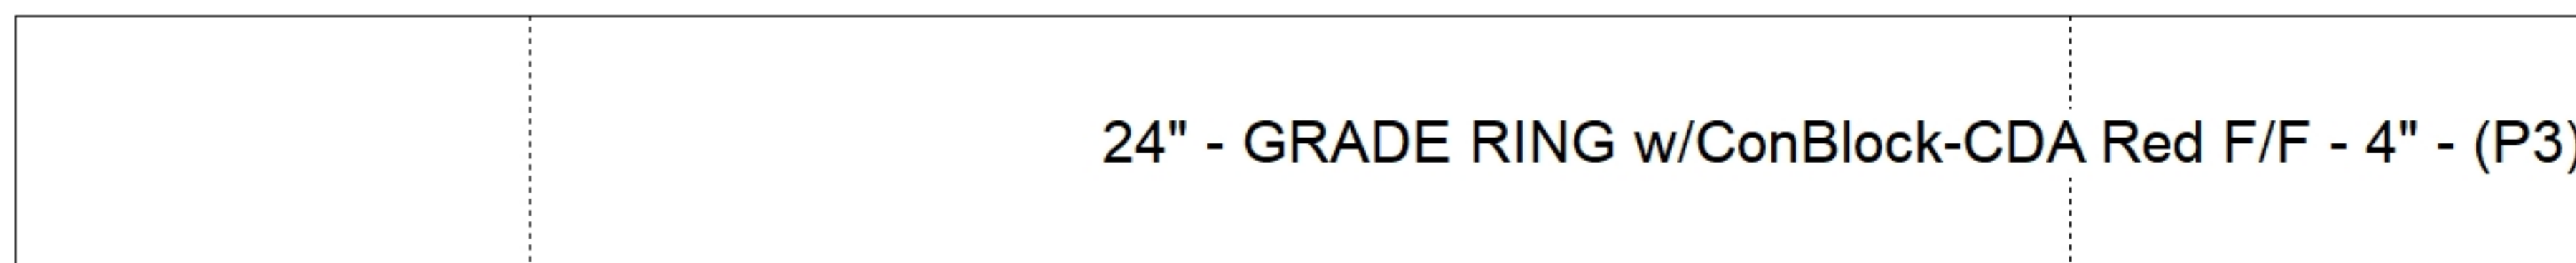 24" - GRADE RING w/ConBlock-CDA Red F/F - 4" - (P3)